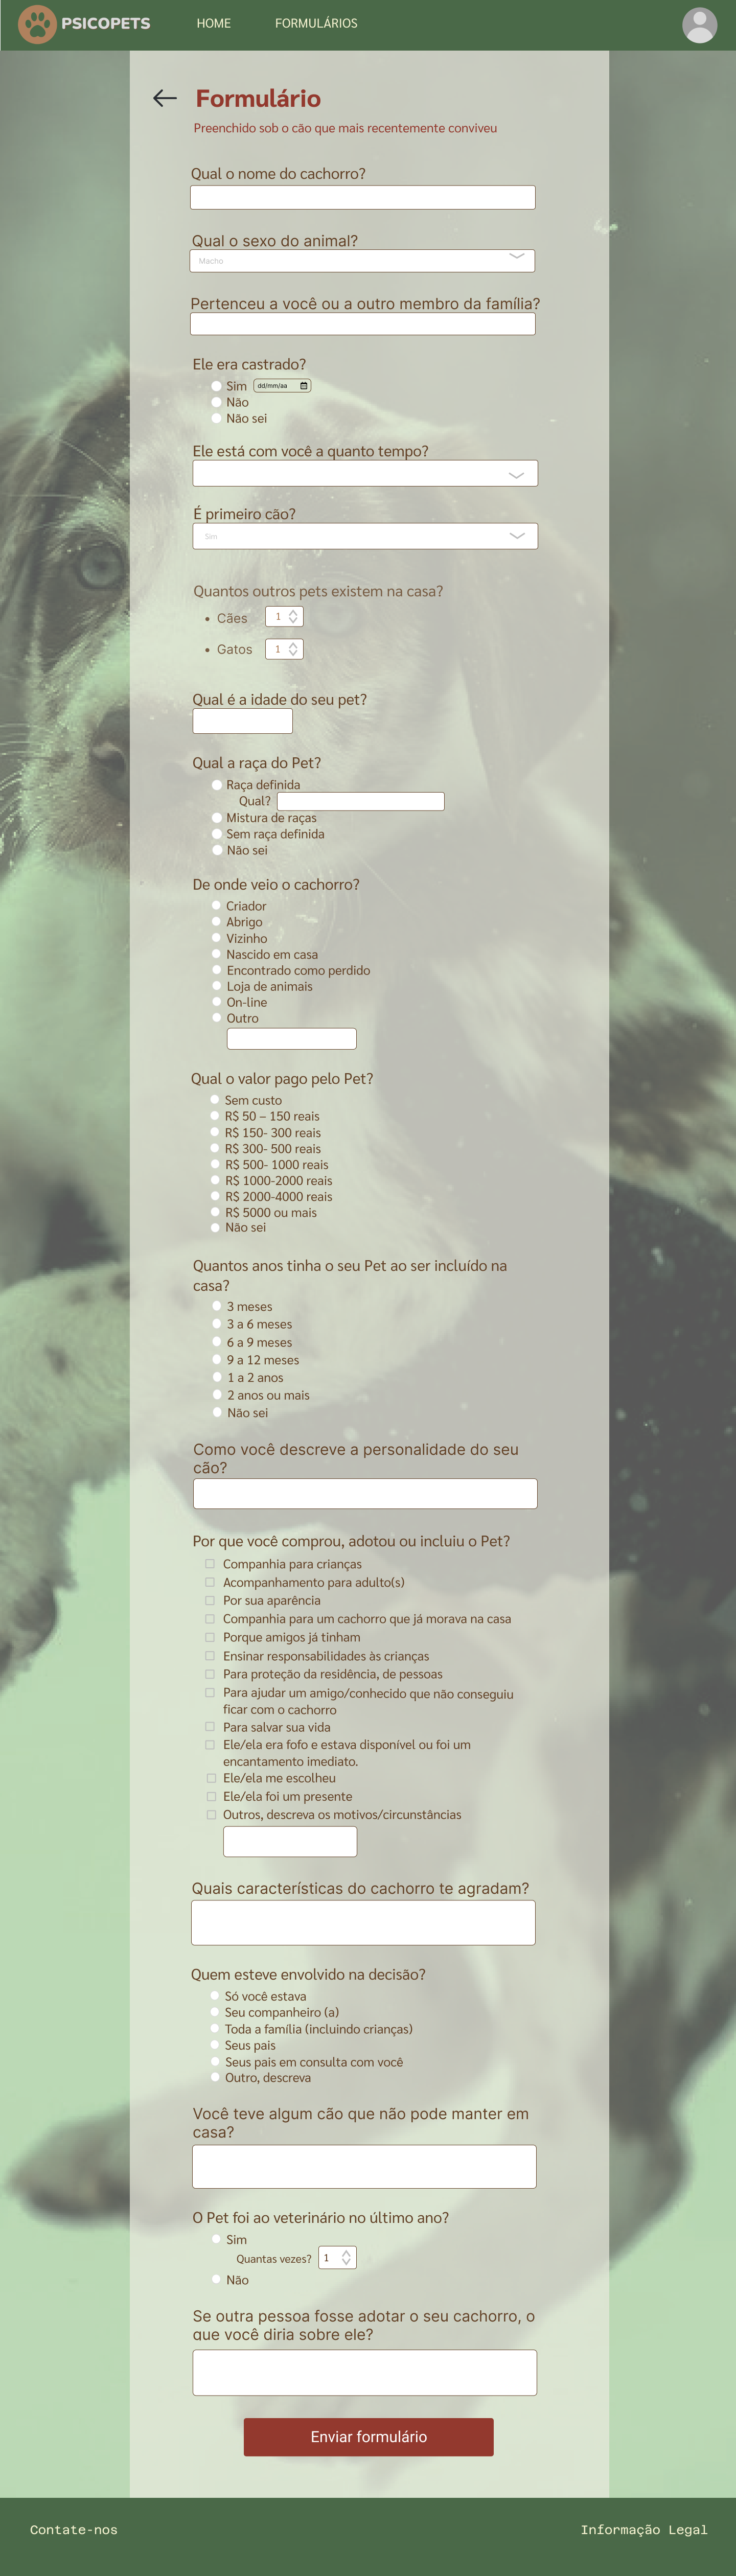 PSICOPETS
HOME
FORMULÁRIOS
Formulário
Preenchido sob o cão que mais recentemente conviveu
Qual o nome do cachorro?
Qual o sexo do animal?
Macho
Pertenceu a você ou a outro membro da família?
Ele era castrado?
Sim dd/mm/aa
Não
Não sei
Ele está com você a quanto tempo?
É primeiro cão?
Sim
Quantos outros pets existem na casa?
• Cães 1
• Gatos 1
Qual é a idade do seu pet?
Qual a raça do Pet?
Raça definida
Qual?
Mistura de raças
Sem raça definida
Não sei
De onde veio o cachorro?
Criador
Abrigo
Vizinho
Nascido em casa
Encontrado como perdido
Loja de animais
On-line
Outro
Qual o valor pago pelo Pet?
Sem custo
R$ 50 – 150 reais
R$ 150- 300 reais
R$ 300- 500 reais
R$ 500- 1000 reais
R$ 1000-2000 reais
R$ 2000-4000 reais
R$ 5000 ou mais
Não sei
Quantos anos tinha o seu Pet ao ser incluído na
casa?
3 meses
3 a 6 meses
6 a 9 meses
9 a 12 meses
1 a 2 anos
2 anos ou mais
Não sei
Como você descreve a personalidade do seu
cão?
Por que você comprou, adotou ou incluiu o Pet?
Companhia para crianças
Acompanhamento para adulto(s)
Por sua aparência
Companhia para um cachorro que já morava na casa
Porque amigos já tinham
Ensinar responsabilidades às crianças
Para proteção da residência, de pessoas
Para ajudar um amigo/conhecido que não conseguiu
ficar com o cachorro
Para salvar sua vida
Ele/ela era fofo e estava disponível ou foi um
encantamento imediato.
Ele/ela me escolheu
Ele/ela foi um presente
Outros, descreva os motivos/circunstâncias
Quais características do cachorro te agradam?
Quem esteve envolvido na decisão?
Só você estava
Seu companheiro (a)
Toda a família (incluindo crianças)
Seus pais
Seus pais em consulta com você
Outro, descreva
Você teve algum cão que não pode manter em
casa?
O Pet foi ao veterinário no último ano?
Sim
Quantas vezes? 1
Não
Se outra pessoa fosse adotar o seu cachorro, o
que você diria sobre ele?
Enviar formulário
Contate-nos
Informação Legal